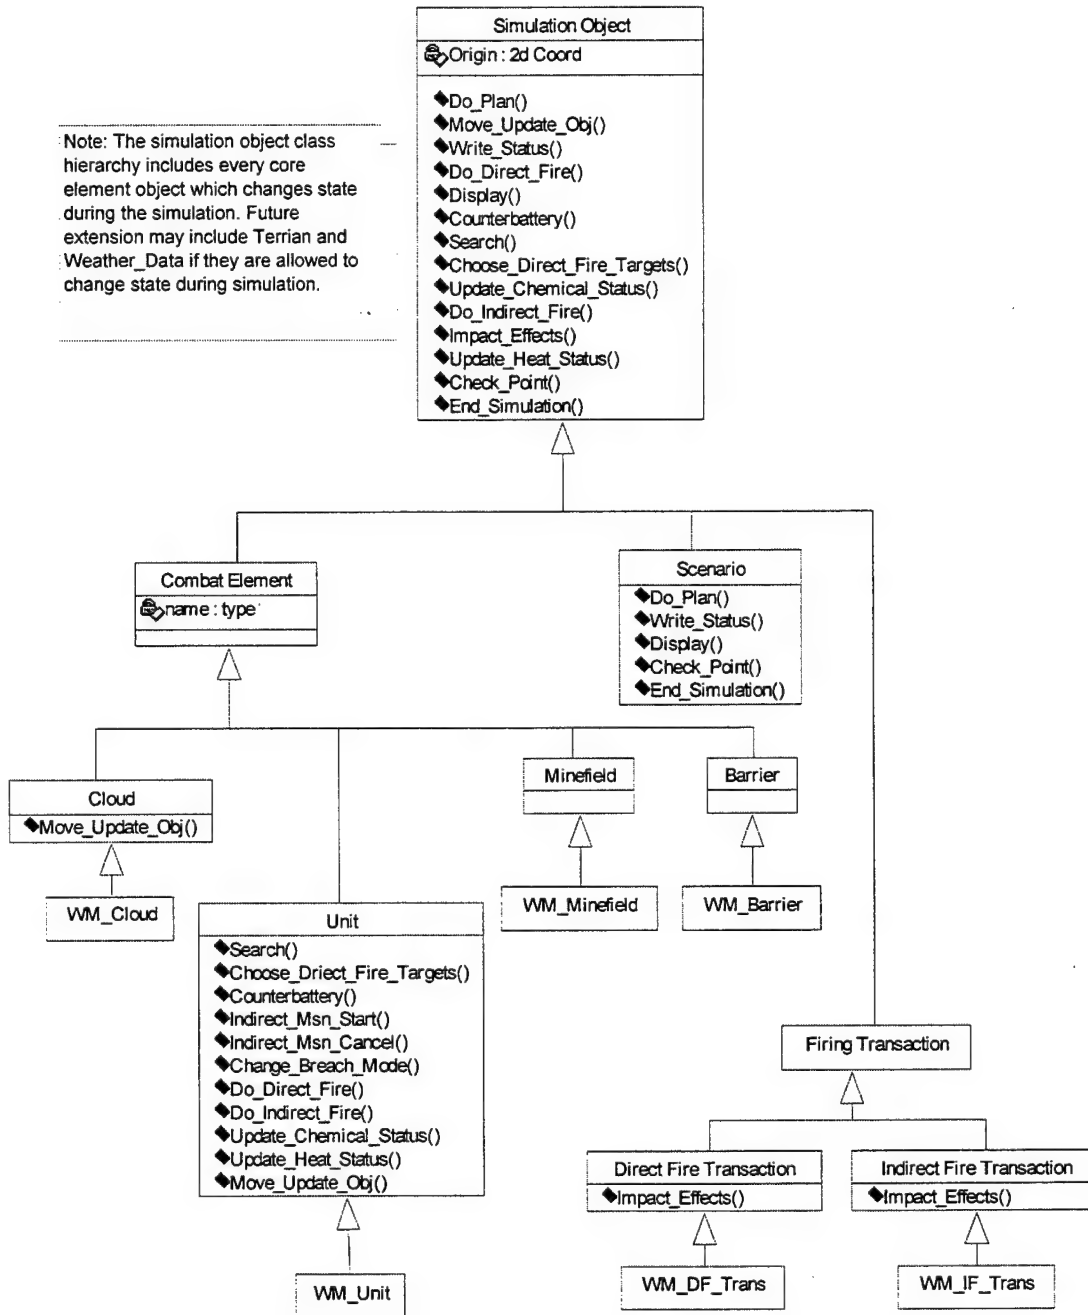 Simulation Object
Origin : 2d Coord
Do_Plan()
Move_Update_Obj()
Write_Status()
Do_Direct_Fire()
Display()
Counterbattery()
Search()
Choose_Direct_Fire_Targets()
Update_Chemical_Status()
Do_Indirect_Fire()
Impact_Effects()
Update_Heat_Status()
Check_Point()
End_Simulation()
Note: The simulation object class
hierarchy includes every core
element object which changes state
during the simulation. Future
extension may include Terrian and
Weather_Data if they are allowed to
change state during simulation.
Combat Element
name : type
Scenario
Do_Plan()
Write_Status()
Display()
Check_Point()
End_Simulation()
Cloud
Move_Update_Obj()
Minefield
Barrier
WM_Cloud
WM_Minefield
WM_Barrier
Unit
Search()
Choose_Driect_Fire_Targets()
Counterbattery()
Indirect_Msn_Start()
Indirect_Msn_Cancel()
Change_Breach_Mode()
Do_Direct_Fire()
Do_Indirect_Fire()
Update_Chemical_Status()
Update_Heat_Status()
Move_Update_Obj()
WM_Unit
Firing Transaction
Direct Fire Transaction
Impact_Effects()
Indirect Fire Transaction
Impact_Effects()
WM_DF_Trans
WM_IF_Trans